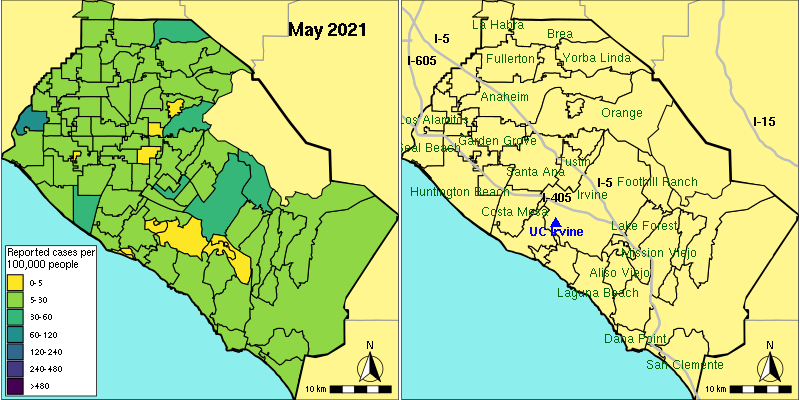 May 2021
Reported cases per
100,000 people
0-5
5-30
30-60
60-120
120-240
240-480
>480
N
10 km
La Habra
Brea
I-5
I-605
Fullerton
Yorba Linda
Anaheim
Orange
I-15
Los Alamitos
Garden Grove
Seal Beach
Tustin
Santa Ana
I-5
Foothill Ranch
Huntington Beach
I-405
Irvine
Costa Mesa
UC Irvine
Lake Forest
Mission Viejo
Aliso Viejo
Laguna Beach
Dana Point
San Clemente
N
10 km